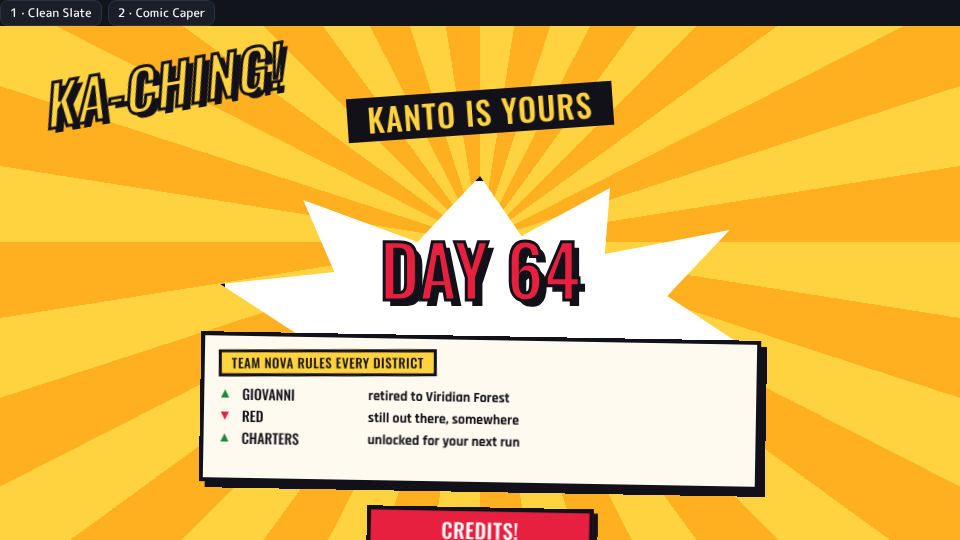 1 · Clean Slate
2 · Comic Caper
KA-CHING!
KANTO IS YOURS
DAY 64
TEAM NOVA RULES EVERY DISTRICT
▲ GIOVANNI retired to Viridian Forest
▼ RED still out there, somewhere
▲ CHARTERS unlocked for your next run
CREDITS!